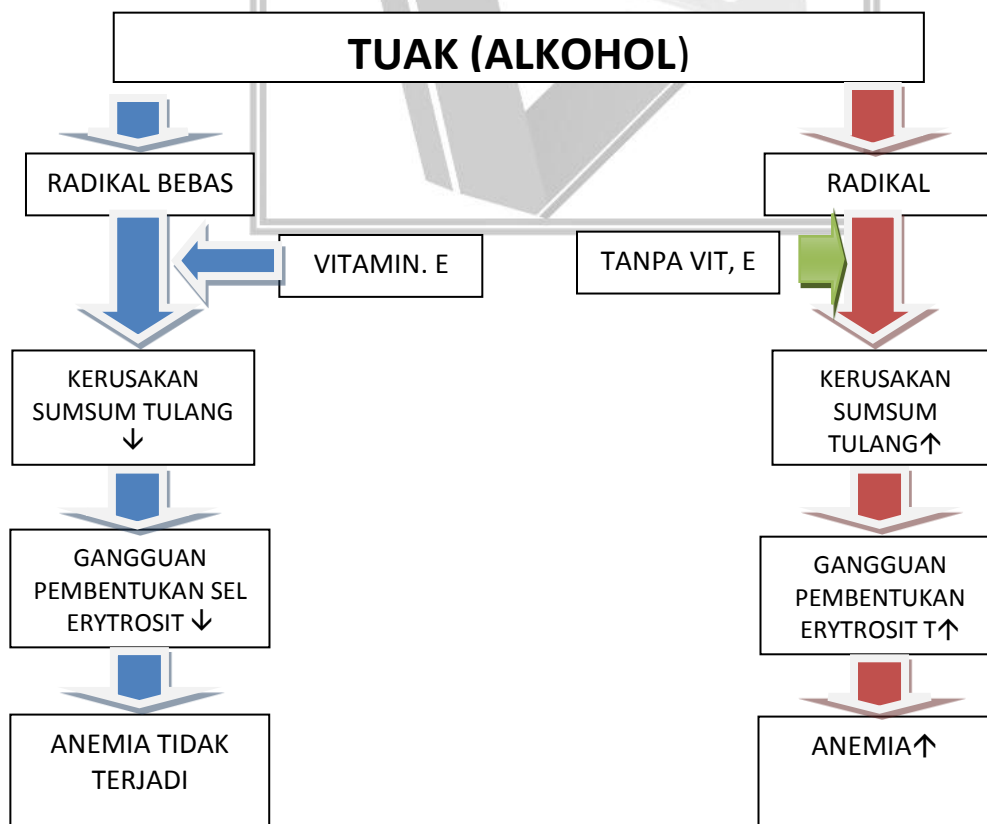 TUAK (ALKOHOL)
RADIKAL BEBAS
VITAMIN. E
KERUSAKAN
SUMSUM TULANG
↓
GANGGUAN
PEMBENTUKAN SEL
ERYTROSIT ↓
ANEMIA TIDAK
TERJADI
RADIKAL
TANPA VIT, E
KERUSAKAN
SUMSUM
TULANG↑
GANGGUAN
PEMBENTUKAN
ERYTROSIT T↑
ANEMIA↑